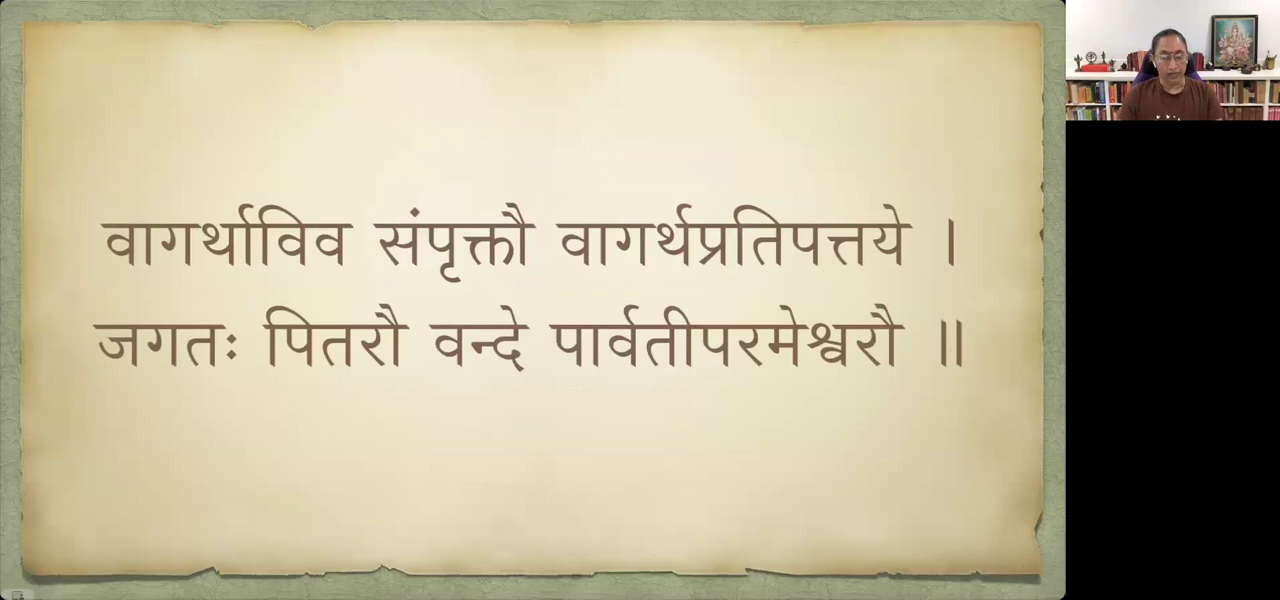 वागर्थाविव संपृक्तौ वागर्थप्रतिपत्तये ।
जगतः पितरौ वन्दे पार्वतीपरमेश्वरौ ॥